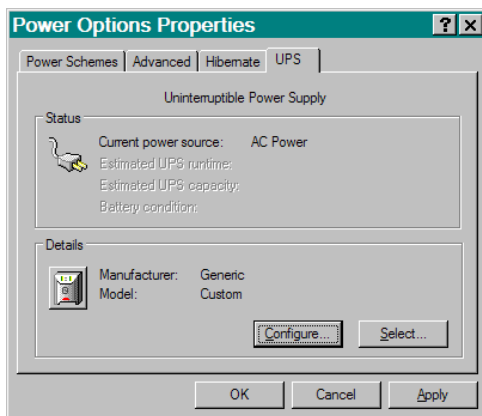 Power Options Properties
Power Schemes Advanced Hibernate UPS
Uninterruptible Power Supply
Status
Current power source: AC Power
Estimated UPS runtime:
Estimated UPS capacity:
Battery condition:
Details
Manufacturer: Generic
Model: Custom
Configure... Select...
OK Cancel Apply